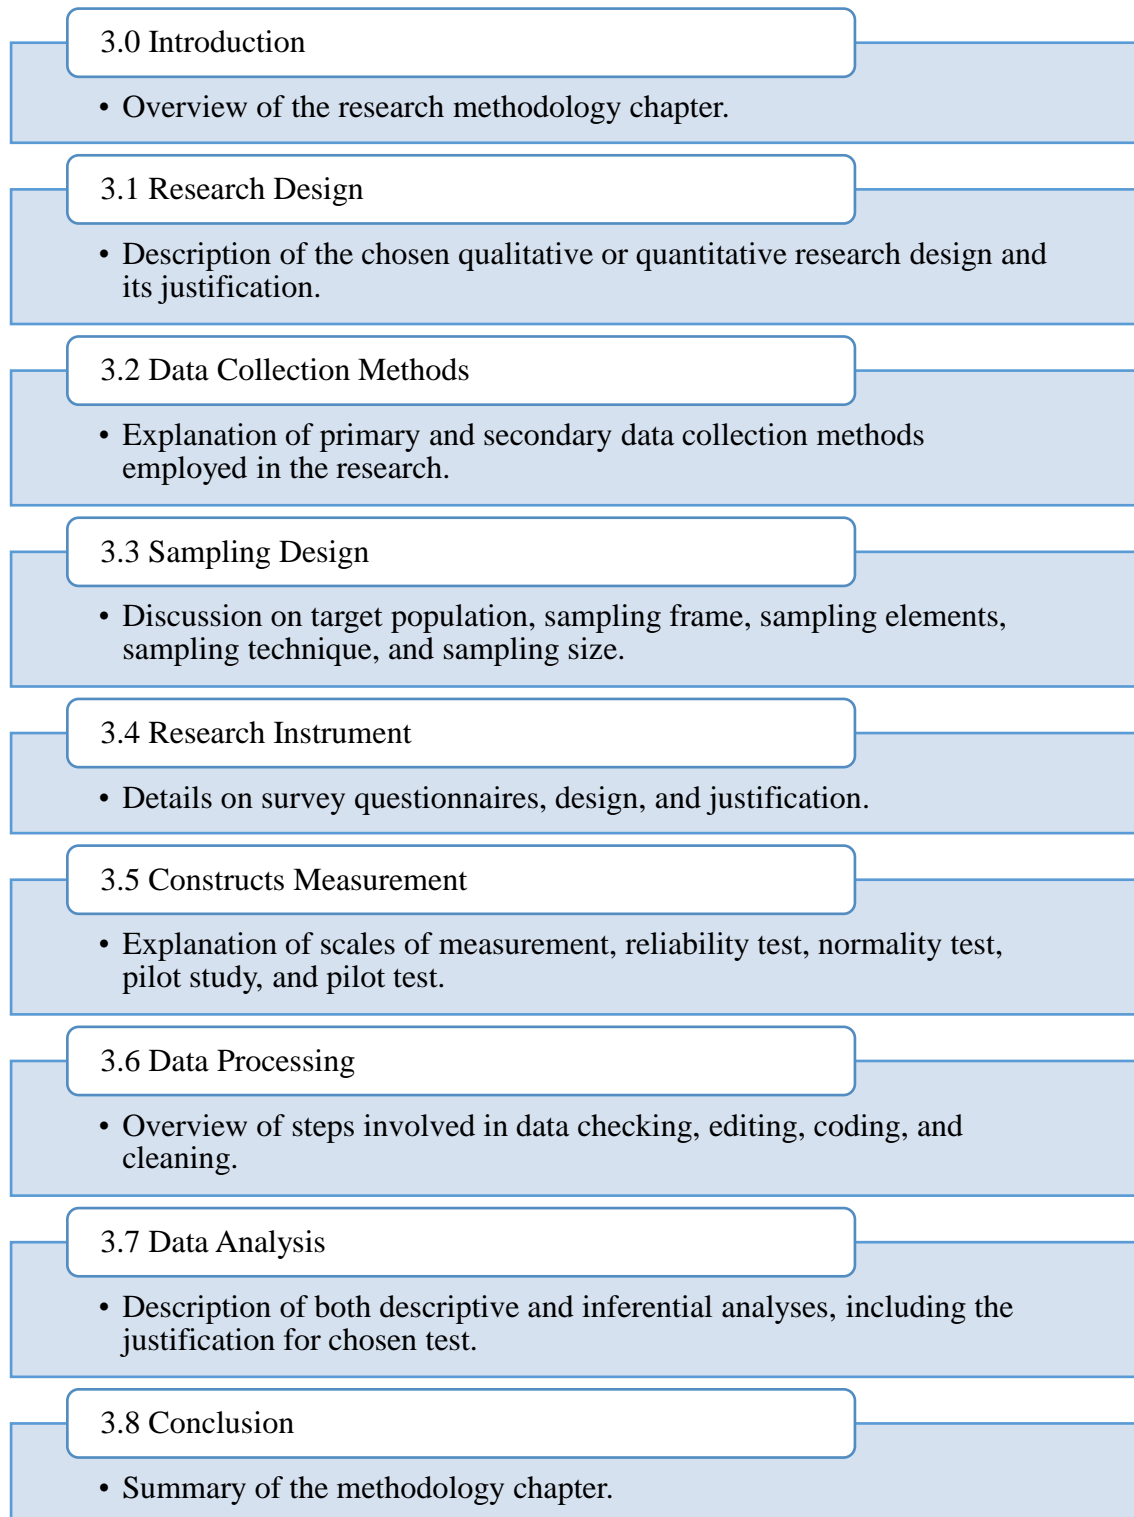 3.0 Introduction
• Overview of the research methodology chapter.
3.1 Research Design
• Description of the chosen qualitative or quantitative research design and
its justification.
3.2 Data Collection Methods
• Explanation of primary and secondary data collection methods
employed in the research.
3.3 Sampling Design
• Discussion on target population, sampling frame, sampling elements,
sampling technique, and sampling size.
3.4 Research Instrument
• Details on survey questionnaires, design, and justification.
3.5 Constructs Measurement
• Explanation of scales of measurement, reliability test, normality test,
pilot study, and pilot test.
3.6 Data Processing
• Overview of steps involved in data checking, editing, coding, and
cleaning.
3.7 Data Analysis
• Description of both descriptive and inferential analyses, including the
justification for chosen test.
3.8 Conclusion
• Summary of the methodology chapter.